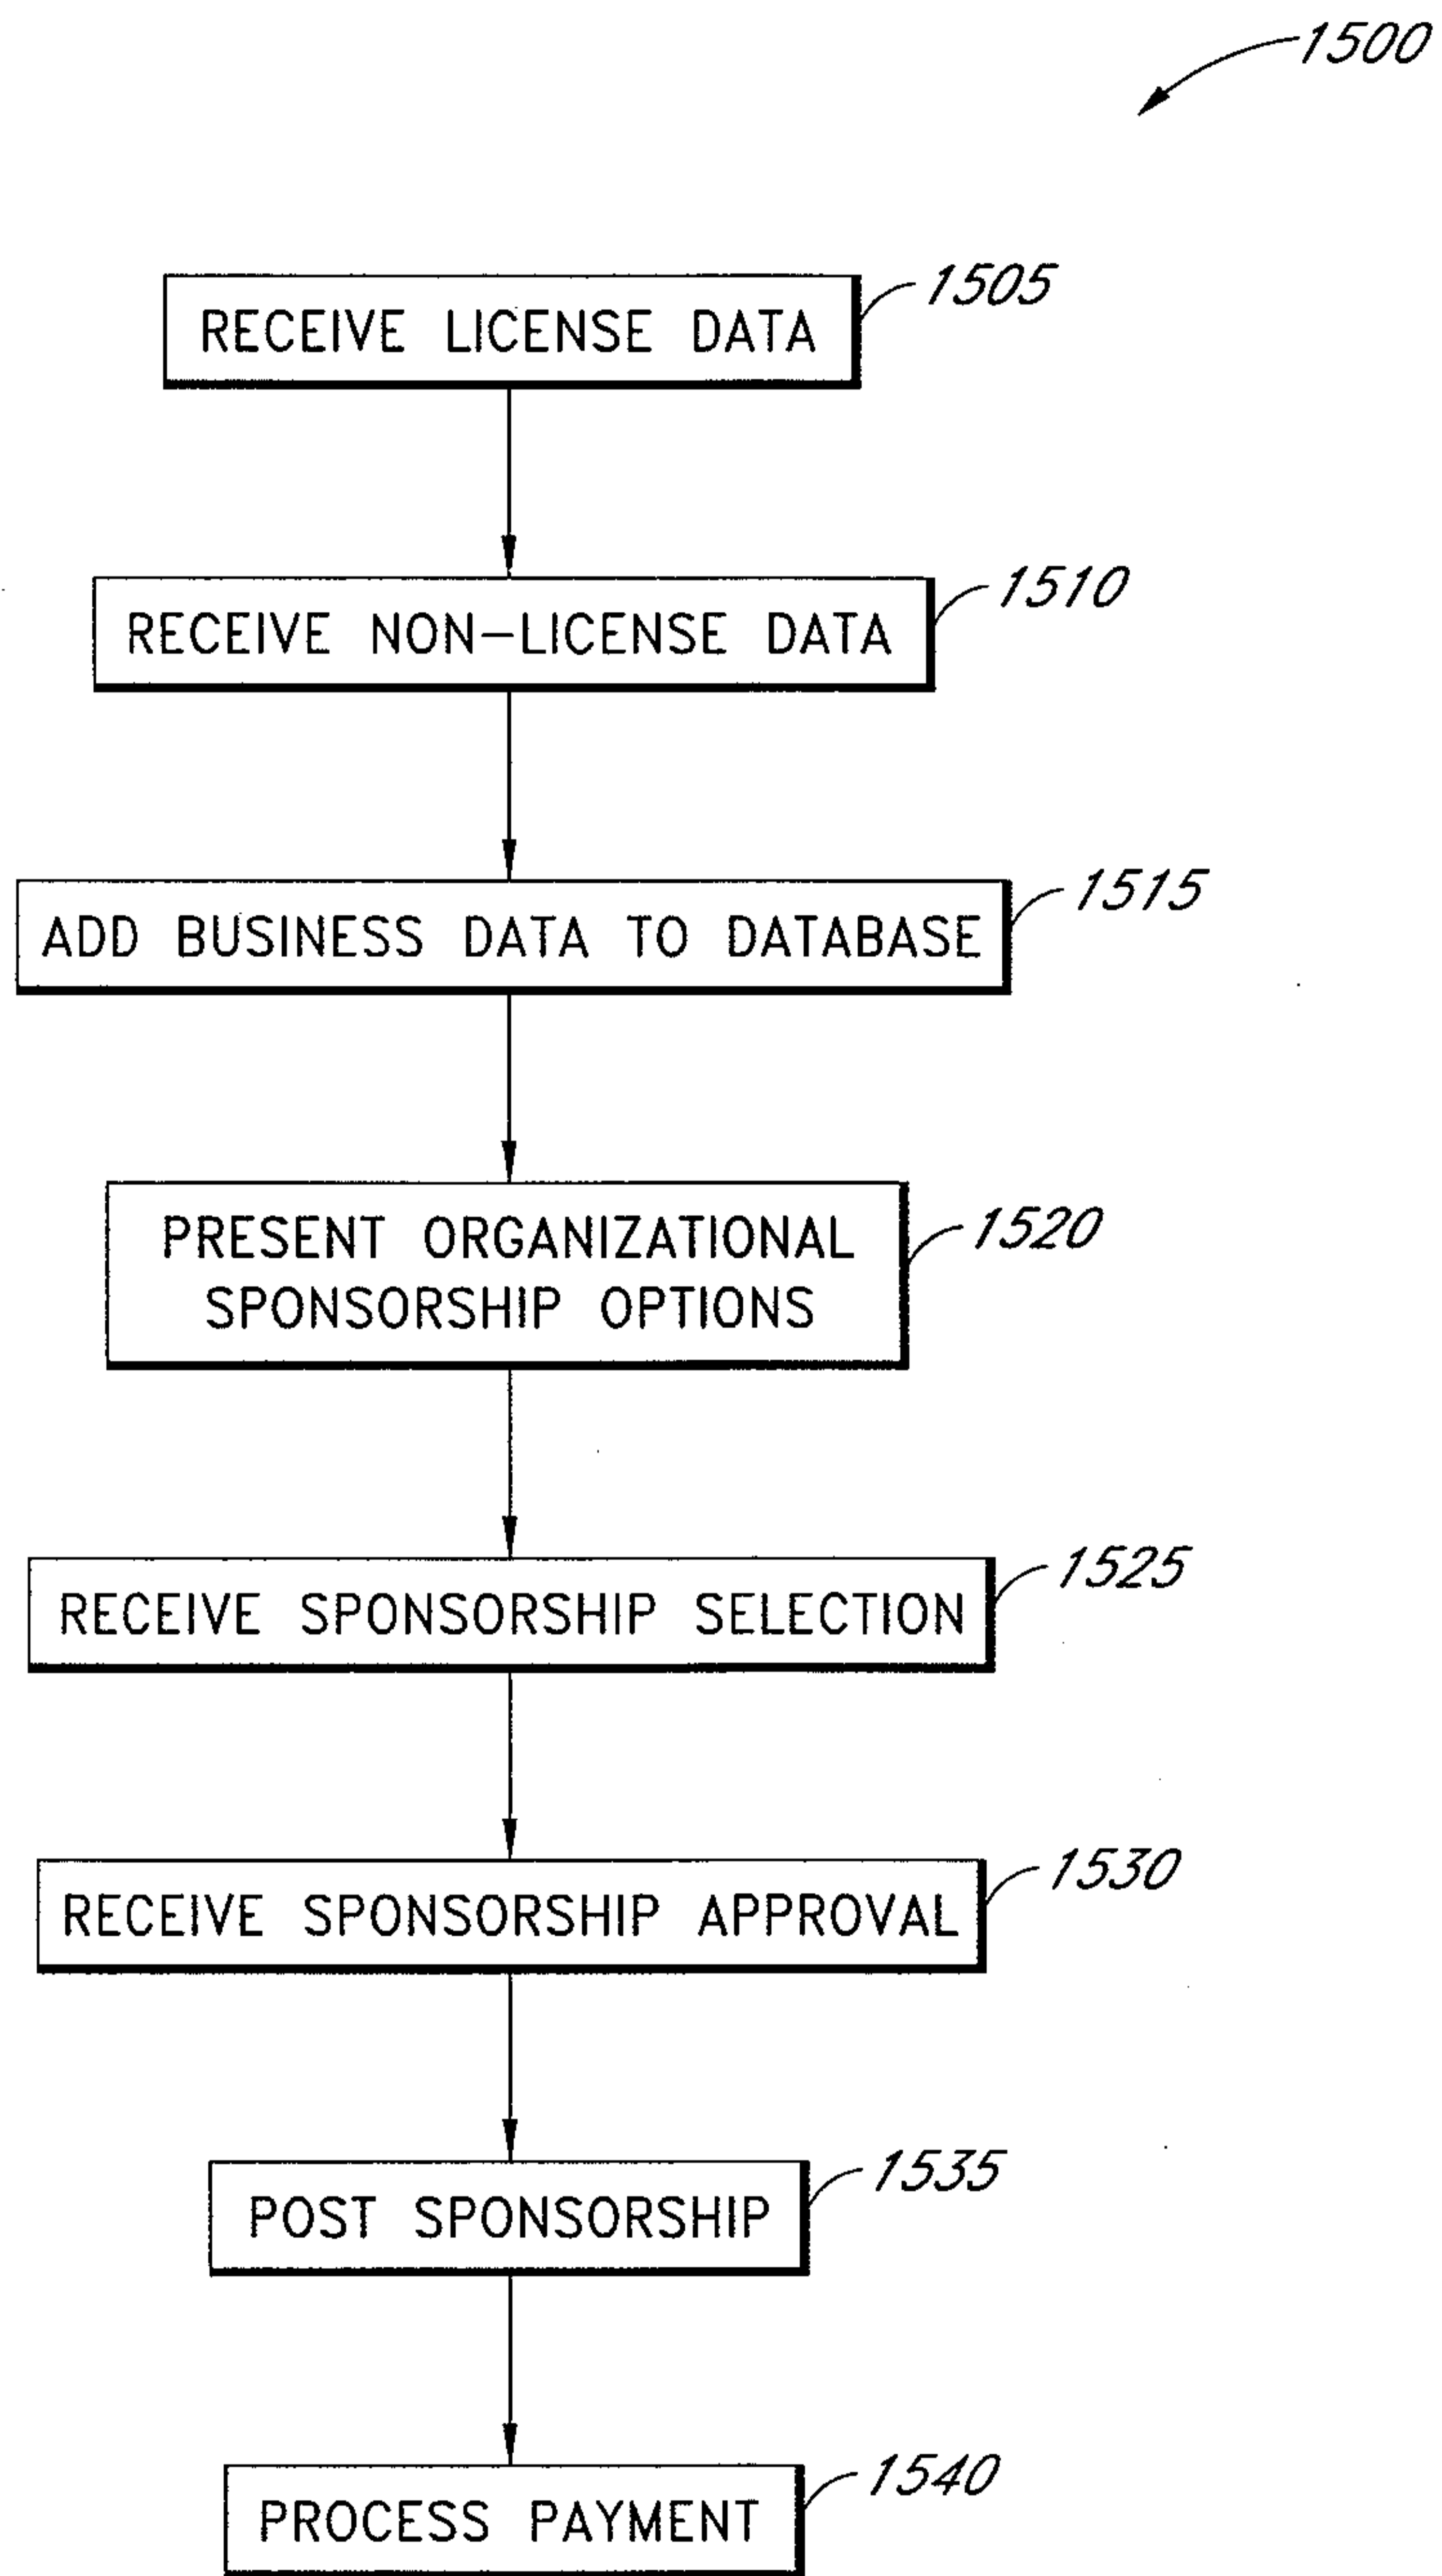 1500
1505
RECEIVE LICENSE DATA
1510
RECEIVE NON-LICENSE DATA
1515
ADD BUSINESS DATA TO DATABASE
1520
PRESENT ORGANIZATIONAL
SPONSORSHIP OPTIONS
1525
RECEIVE SPONSORSHIP SELECTION
1530
RECEIVE SPONSORSHIP APPROVAL
1535
POST SPONSORSHIP
1540
PROCESS PAYMENT